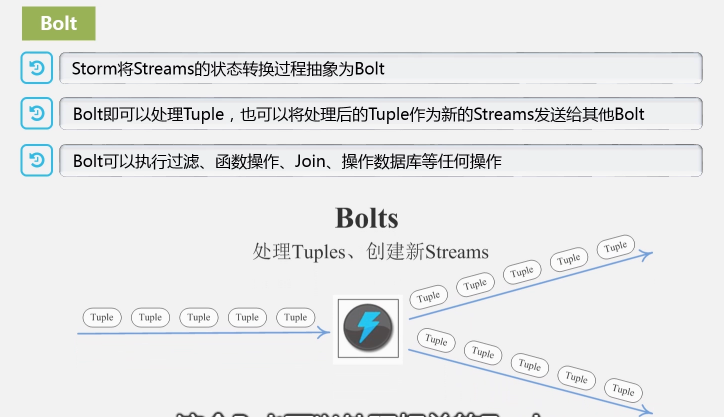 Bolt
Storm将Streams的状态转换过程抽象为Bolt
Bolt即可以处理Tuple，也可以将处理后的Tuple作为新的Streams发送给其他Bolt
Bolt可以执行过滤、函数操作、Join、操作数据库等任何操作
Bolts
处理Tuples、创建新Streams
Tuple Tuple Tuple Tuple Tuple
Tuple Tuple Tuple Tuple Tuple
Tuple Tuple Tuple Tuple Tuple